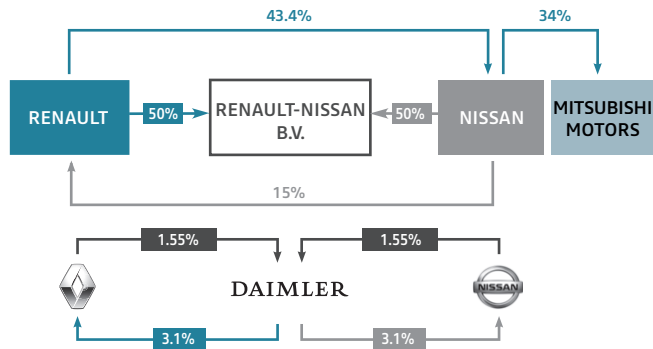 43.4%
34%
RENAULT
50%
RENAULT-NISSAN
B.V.
50%
NISSAN
MITSUBISHI
MOTORS
15%
1.55%
1.55%
DAIMLER
NISSAN
3.1%
3.1%